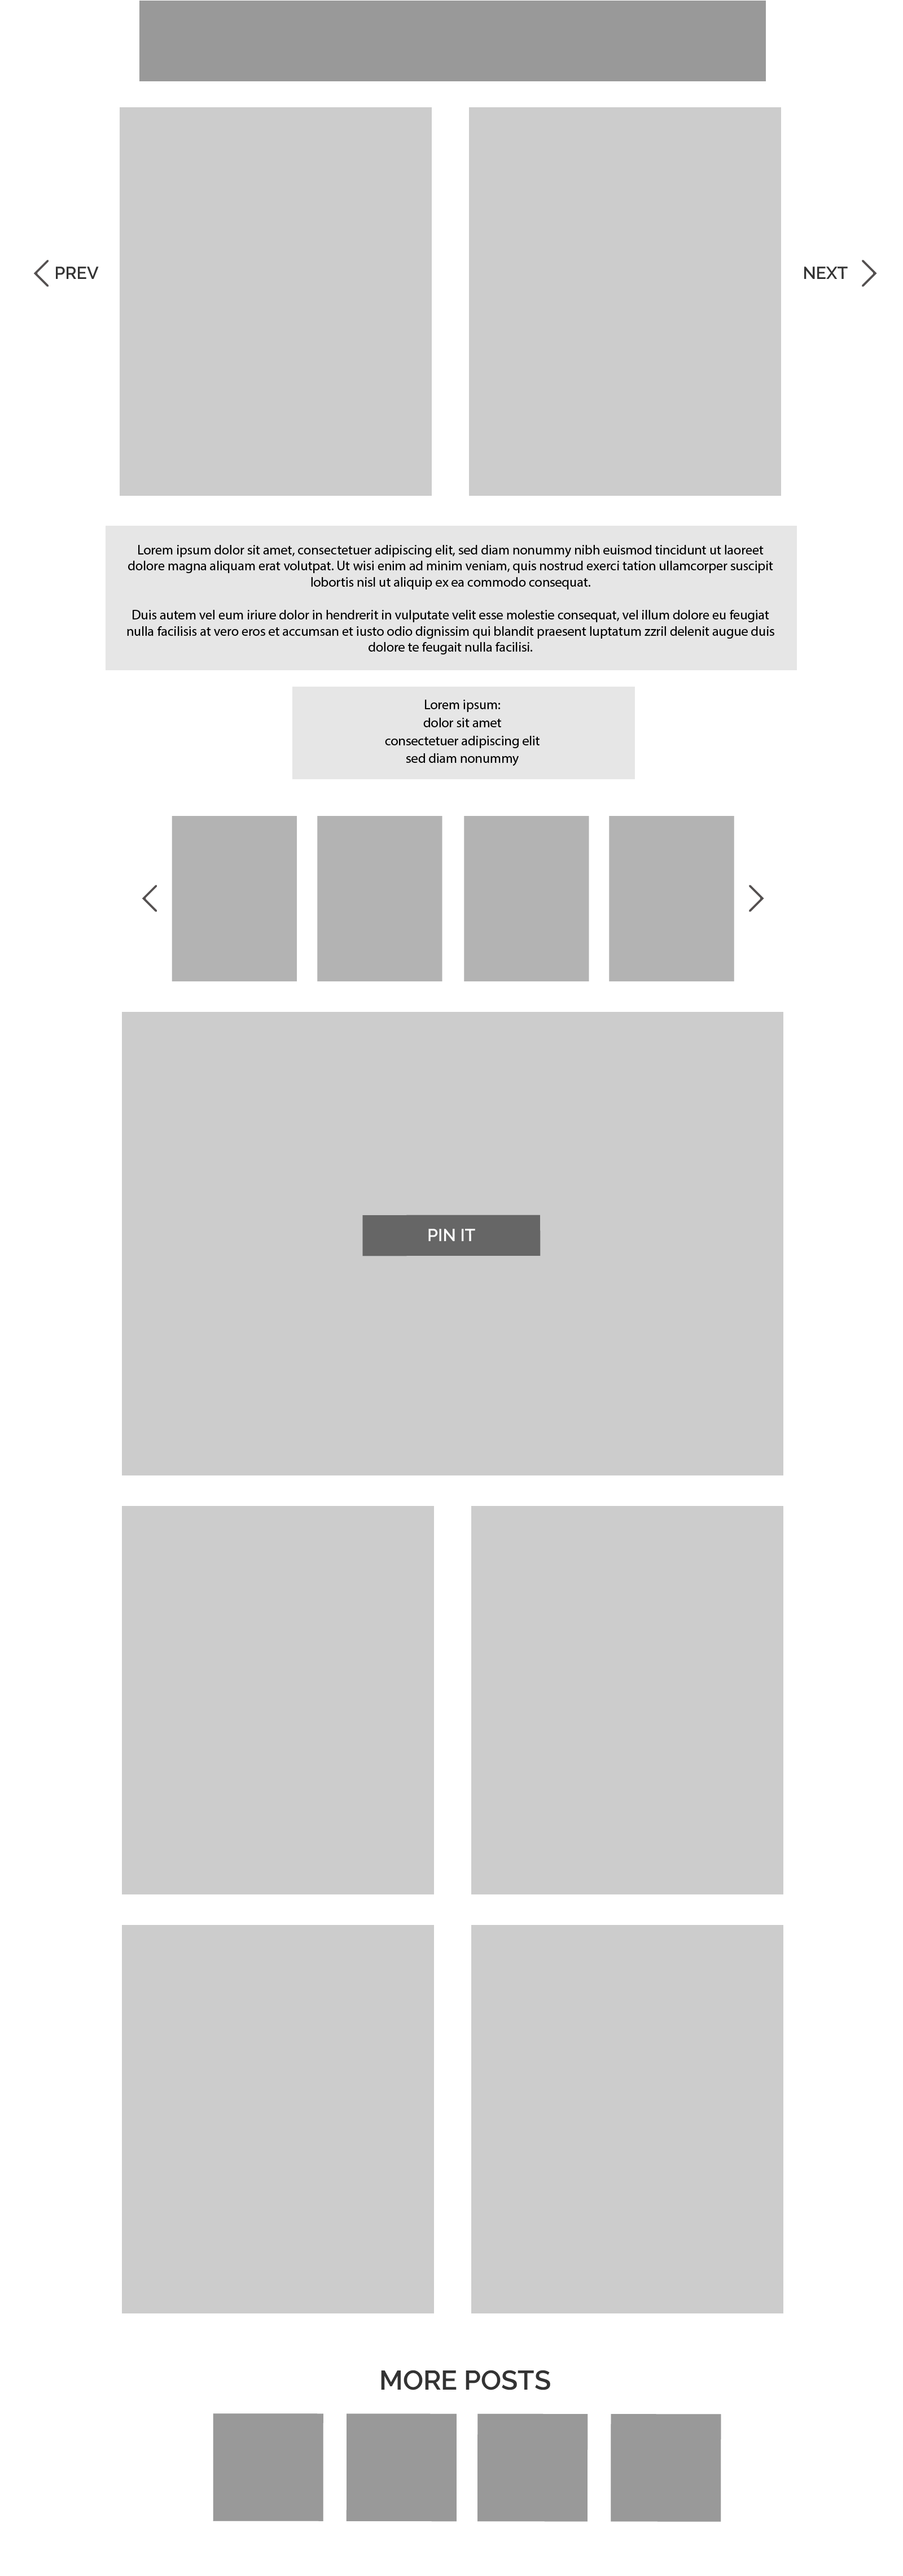 PREV
NEXT
Lorem ipsum dolor sit amet, consectetuer adipiscing elit, sed diam nonummy nibh euismod tincidunt ut laoreet
dolore magna aliquam erat volutpat. Ut wisi enim ad minim veniam, quis nostrud exerci tation ullamcorper suscipit
lobortis nisl ut aliquip ex ea commodo consequat.
Duis autem vel eum iriure dolor in hendrerit in vulputate velit esse molestie consequat, vel illum dolore eu feugiat
nulla facilisis at vero eros et accumsan et iusto odio dignissim qui blandit praesent luptatum zzril delenit augue duis
dolore te feugait nulla facilisi.
Lorem ipsum:
dolor sit amet
consectetuer adipiscing elit
sed diam nonummy
PIN IT
MORE POSTS